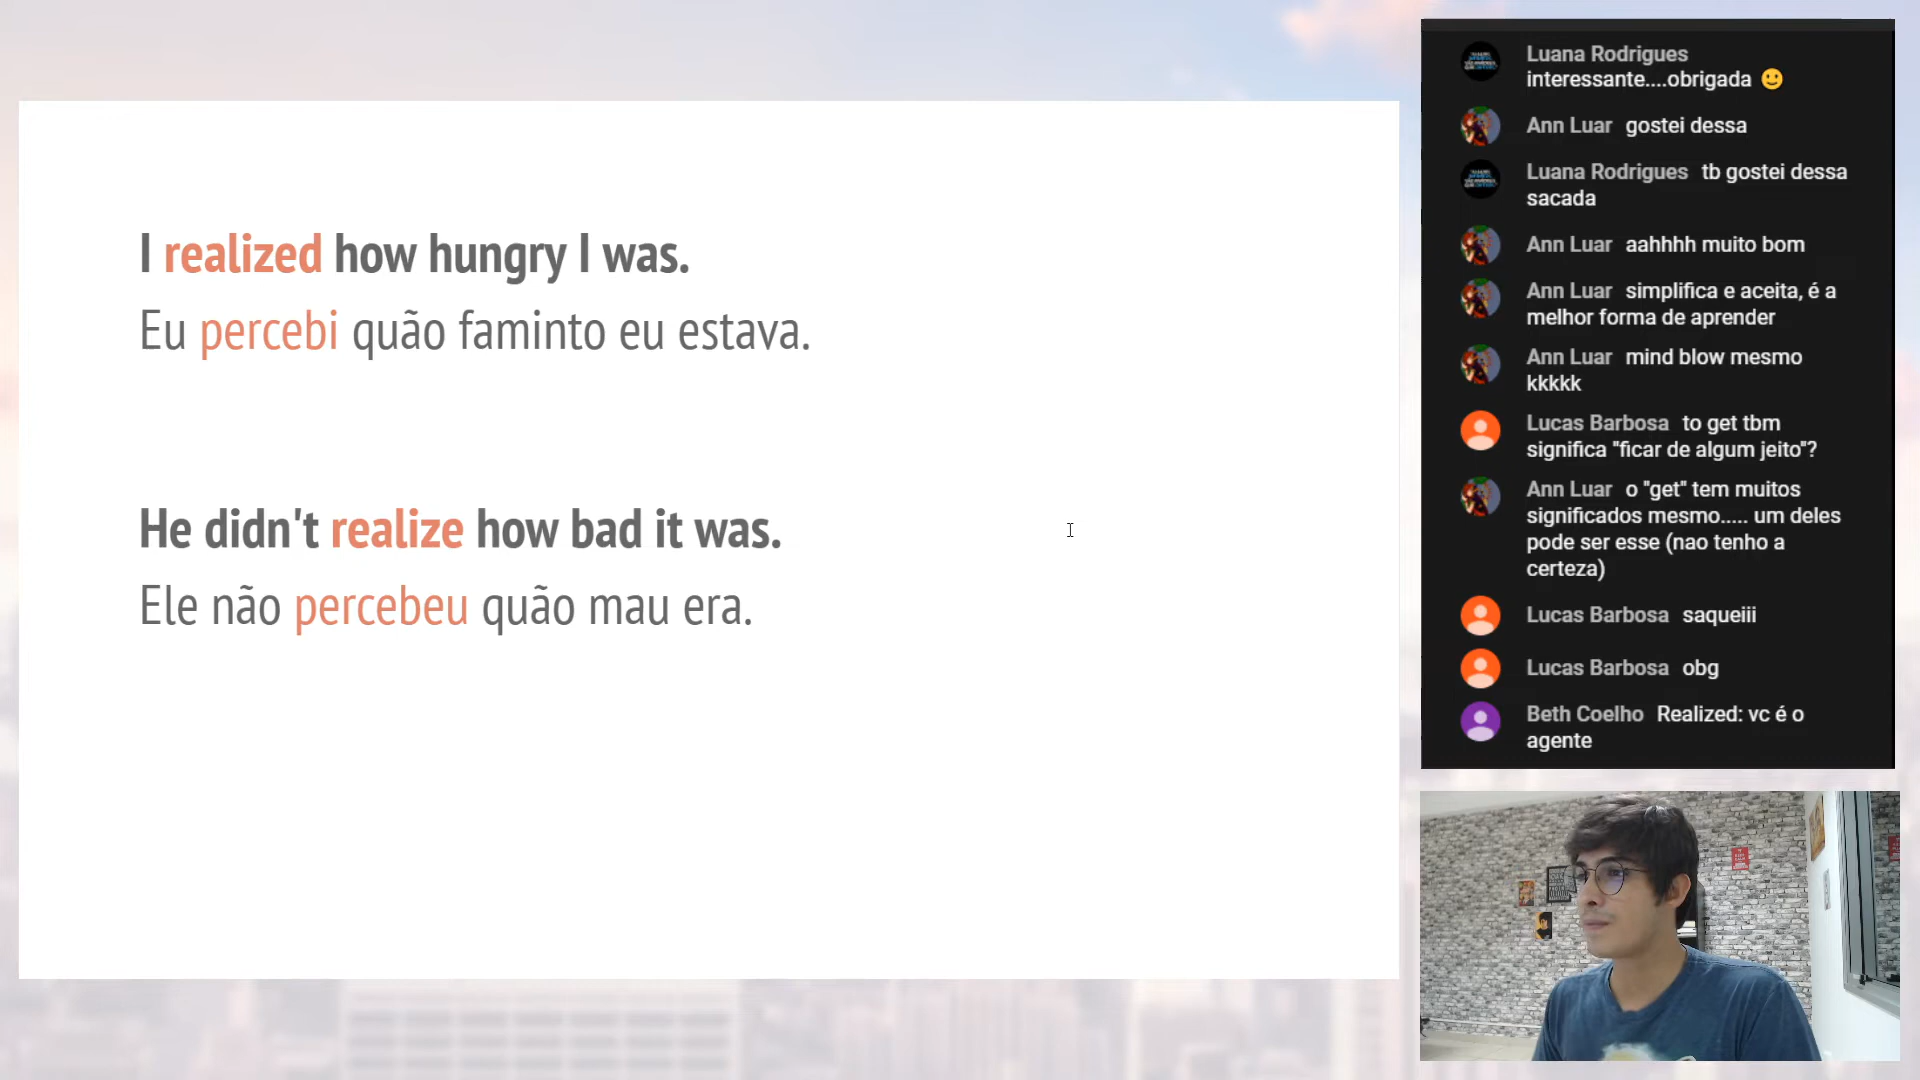 I realized how hungry I was.
Eu percebi quão faminto eu estava.
He didn't realize how bad it was.
Ele não percebeu quão mau era.
Luana Rodrigues
interessante....obrigada
Ann Luar gostei dessa
Luana Rodrigues tb gostei dessa
sacada
Ann Luar aahhhh muito bom
Ann Luar simplifica e aceita, é a
melhor forma de aprender
Ann Luar mind blow mesmo
kkkkk
Lucas Barbosa to get tbm
significa "ficar de algum jeito"?
Ann Luar o "get" tem muitos
significados mesmo..... um deles
pode ser esse (nao tenho a
certeza)
Lucas Barbosa saqueiii
Lucas Barbosa obg
Beth Coelho Realized: vc é o
agente